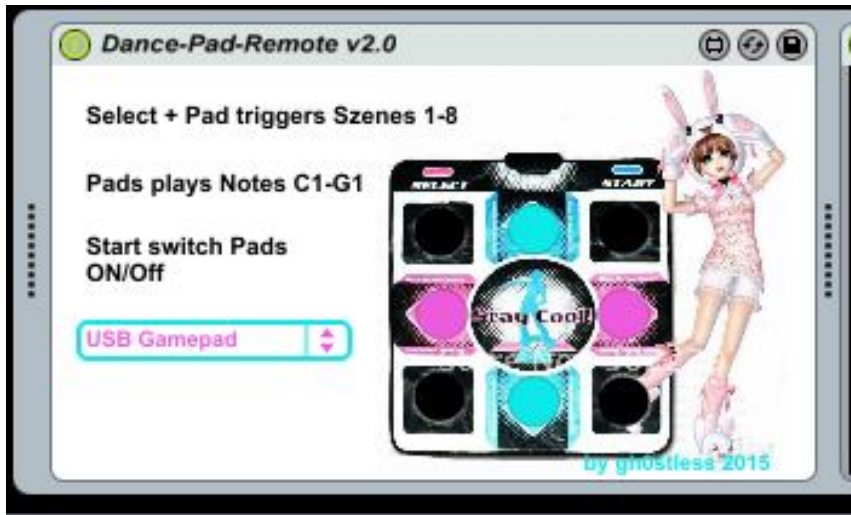 Dance-Pad-Remote v2.0
Select + Pad triggers Szenes 1-8
Pads plays Notes C1-G1
SELECT START
Start switch Pads
ON/Off
Stay Cool!
USB Gamepad
by ghostless 2015